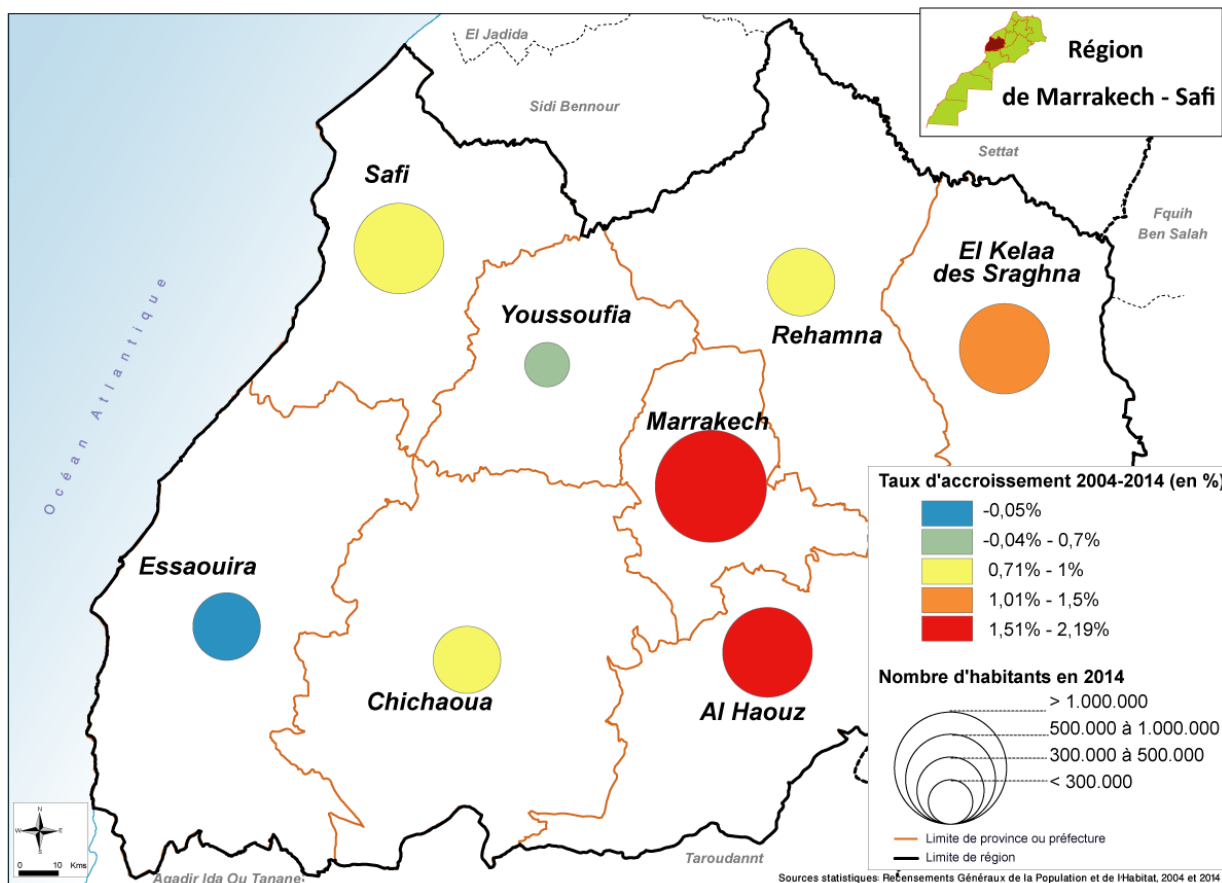 El Jadida
Région
de Marrakech - Safi
Sidi Bennour
Settat
Safi
Fquih
Ben Salah
El Kelaa
des Sraghna
Océan Atlantique
Youssoufia
Rehamna
Marrakech
Essaouira
Chichaoua
Al Haouz
Taux d'accroissement 2004-2014 (en %)
-0,05%
-0,04% - 0,7%
0,71% - 1%
1,01% - 1,5%
1,51% - 2,19%
Nombre d'habitants en 2014
> 1.000.000
500.000 à 1.000.000
300.000 à 500.000
< 300.000
Limite de province ou préfecture
Limite de région
N
W E
S
0 10 Kms
Taroudannt
Agadir Ida Ou Tanane
Sources statistiques: Recensements Généraux de la Population et de l'Habitat, 2004 et 2014